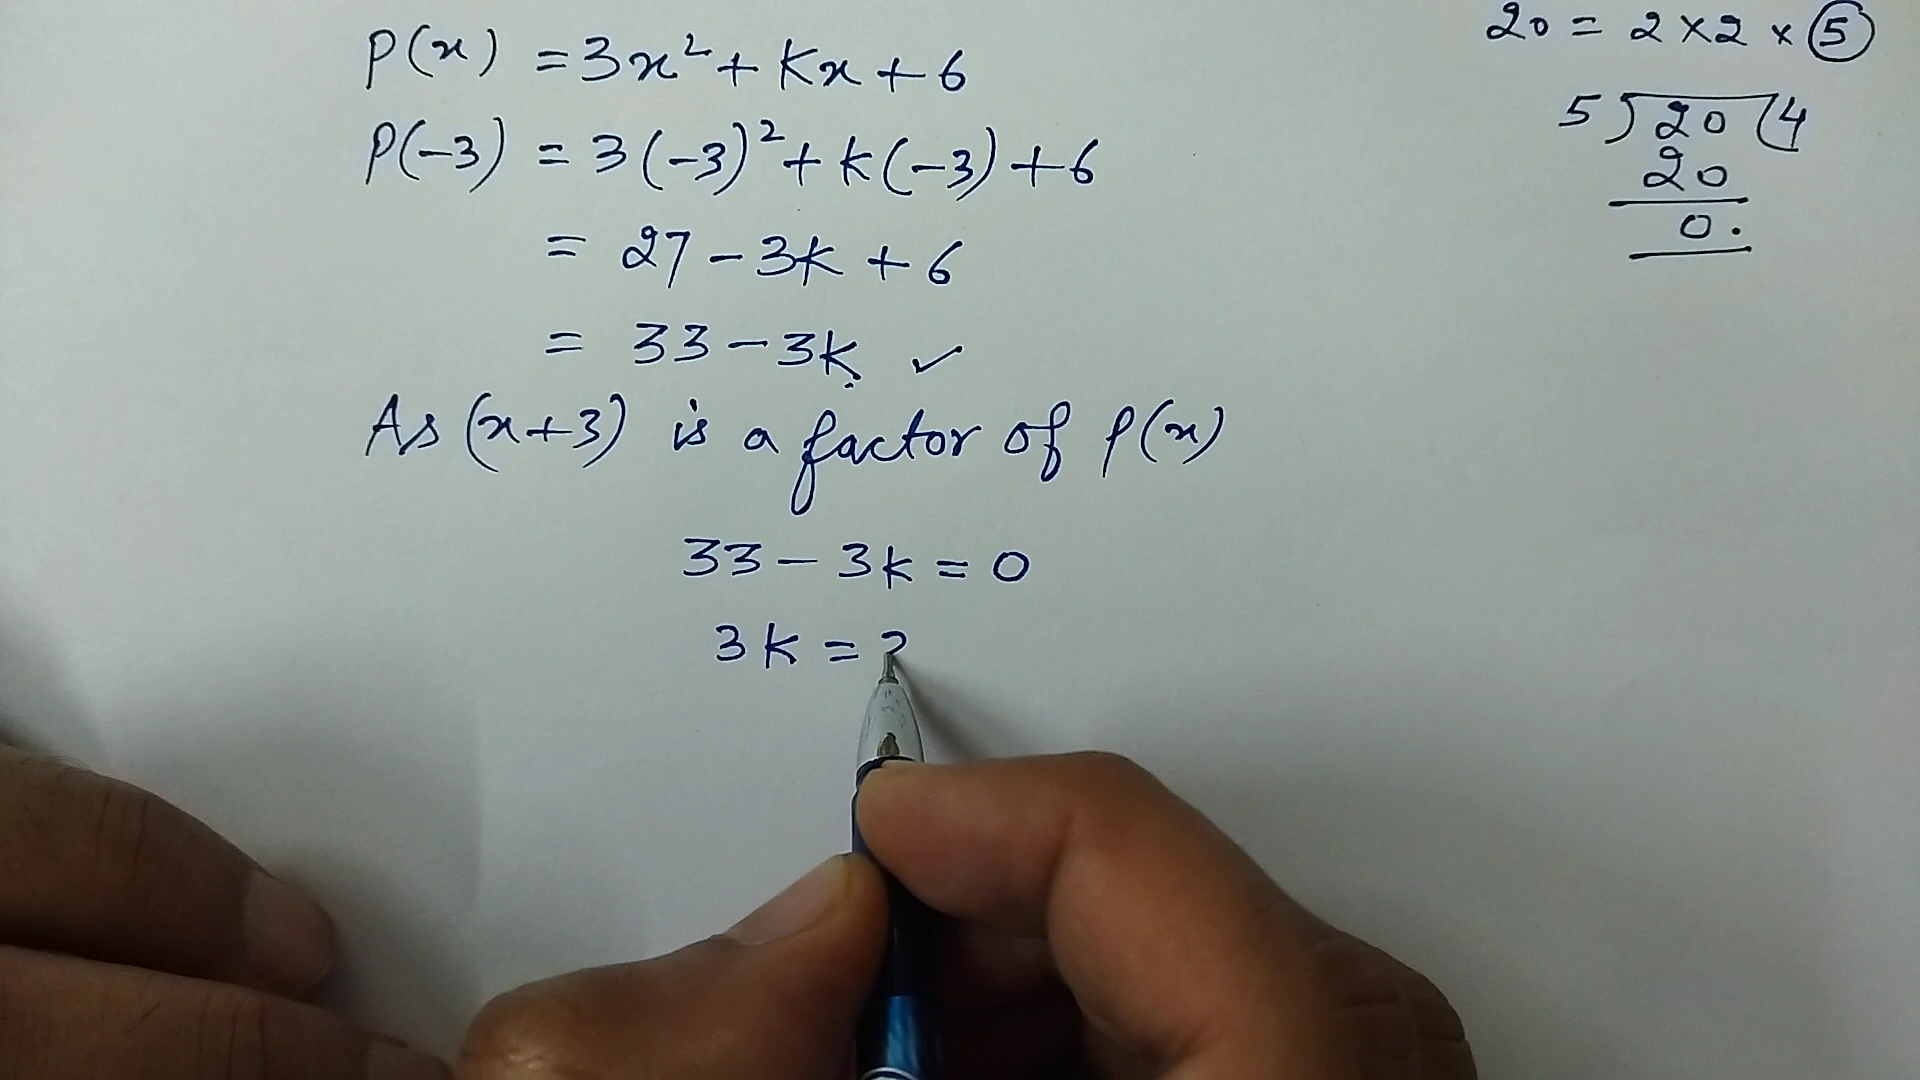 P(x) = 3x² + Kx + 6
P(-3) = 3(-3)² + K(-3) + 6
= 27 - 3K + 6
= 33 - 3K ✓
As (x+3) is a factor of P(x)
33 - 3K = 0
3K =
20 = 2 × 2 × 5
5 ) 20 ( 4
20
0.